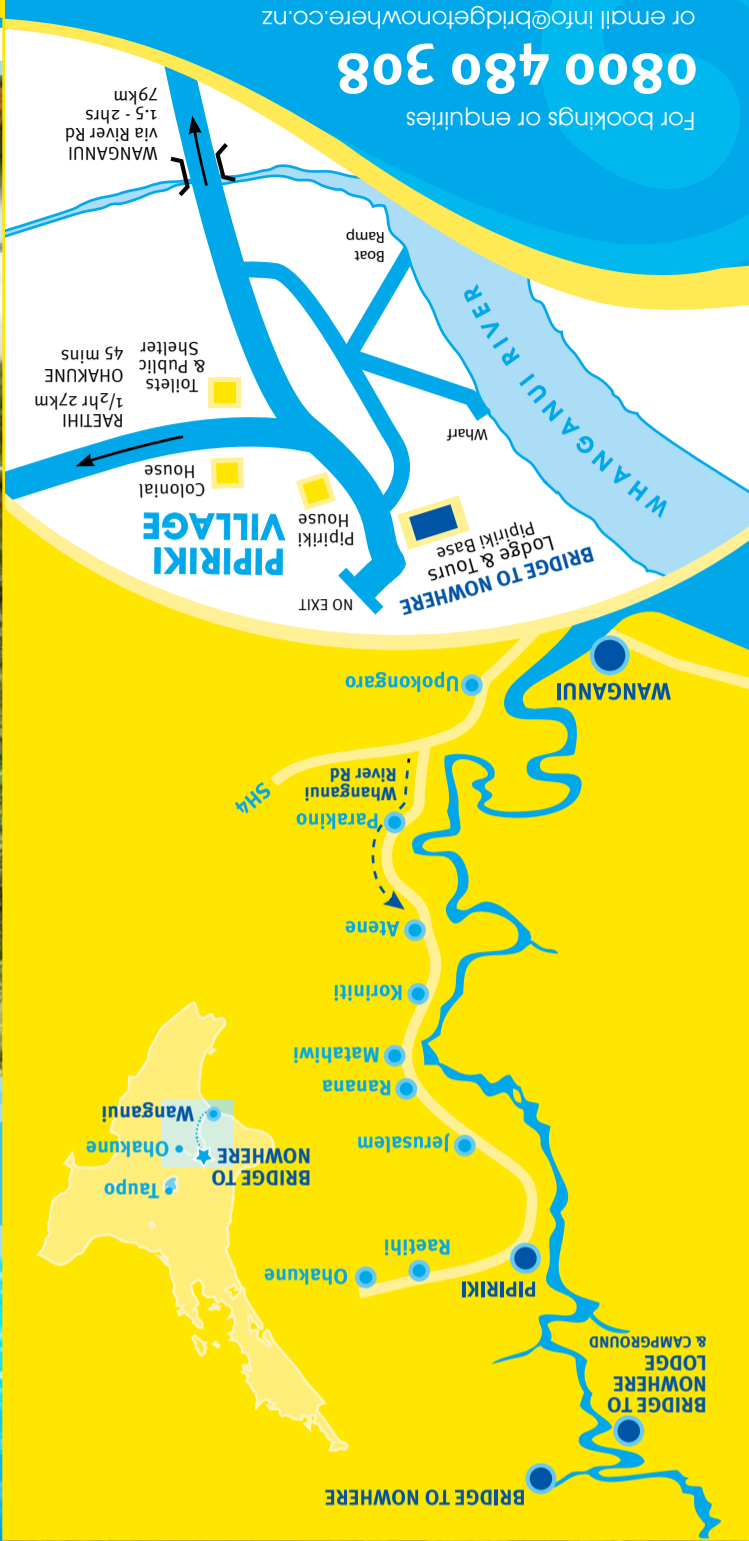 BRIDGE TO NOWHERE
BRIDGE TO
NOWHERE
LODGE
& CAMPGROUND
PIPIRIKI
Raetihi
Ohakune
Taupo
BRIDGE TO
NOWHERE
Ohakune
Wanganui
Jerusalem
Ranana
Matahiwi
Koriniti
Atene
Parakino
Whanganui
River Rd
SH4
WANGANUI
Upokongaro
NO EXIT
BRIDGE TO NOWHERE
Lodge & Tours
Pipiriki Base
PIPIRIKI
VILLAGE
Pipiriki
House
Colonial
House
WHANGANUI RIVER
Wharf
RAETIHI
1/2hr 27km
OHAKUNE
45 mins
Toilets
& Public
Shelter
Boat
Ramp
WANGANUI
via River Rd
1.5 - 2hrs
79km
For bookings or enquiries
0800 480 308
or email info@bridgetonowhere.co.nz